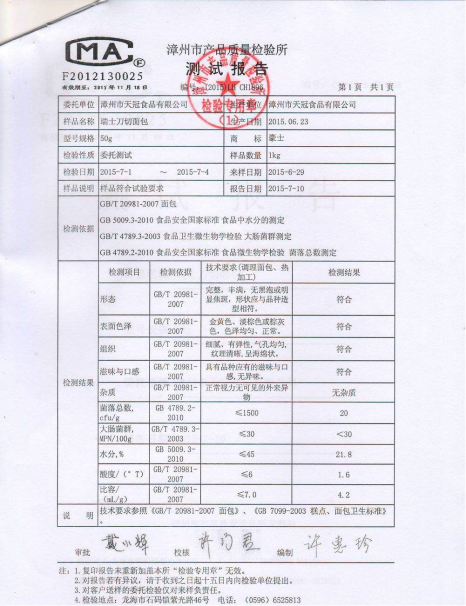 CMA F
漳州市产品质量检验所
测试报告
F2012130025
有效期至:2015年11月18日
第1页 共1页
漳州市产品质量检验所
检验专用章
(1)
委托单位 漳州市天冠食品有限公司 漳州市天冠食品有限公司
样品名称 瑞士刀切面包 生产日期 2015.06.23
型号规格 50g 商标 豪士
检验性质 委托测试 样品数量 1kg
检验日期 2015-7-1 ~ 2015-7-4 来样日期 2015-6-29
样品说明 样品符合试验要求 报告日期 2015-7-10
检测依据
GB/T 20981-2007 面包
GB 5009.3-2010 食品安全国家标准 食品中水分的测定
GB/T 4789.3-2003 食品卫生微生物学检验 大肠菌群测定
GB 4789.2-2010 食品安全国家标准 食品微生物学检验 菌落总数测定
检测结果
检测项目 检测依据 技术要求(调理面包、热加工) 检测结果
形态 GB/T 20981-2007 完整,丰满,无黑泡或明显焦斑,形状应与品种造型相符。 符合
表面色泽 GB/T 20981-2007 金黄色、淡棕色或棕灰色,色泽均匀、正常。 符合
组织 GB/T 20981-2007 细腻、有弹性,气孔均匀,纹理清晰,呈海绵状。 符合
滋味与口感 GB/T 20981-2007 具有品种应有的滋味与口感,无异味。 符合
杂质 GB/T 20981-2007 正常视力无可见的外来异物 无杂质
菌落总数,cfu/g GB 4789.2-2010 ≤1500 20
大肠菌群,MPN/100g GB/T 4789.3-2003 ≤30 <30
水分,% GB 5009.3-2010 ≤45 21.8
酸度/(°T) GB/T 20981-2007 ≤6 1.6
比容/(mL/g) GB/T 20981-2007 ≤7.0 4.2
说明 技术要求参照《GB/T 20981-2007 面包》、《GB 7099-2003 糕点、面包卫生标准》。
审批 校核 编制 许惠珍
注:1.复印报告未重新加盖本所“检验专用章”无效。
2.对报告若有异议,请于收到之日起十五日内向检验单位提出。
3.对客户送样的委托检验仅对来样负责任。
4.检验地点:龙海市石码镇紫光路46号 电话:(0596)6525813